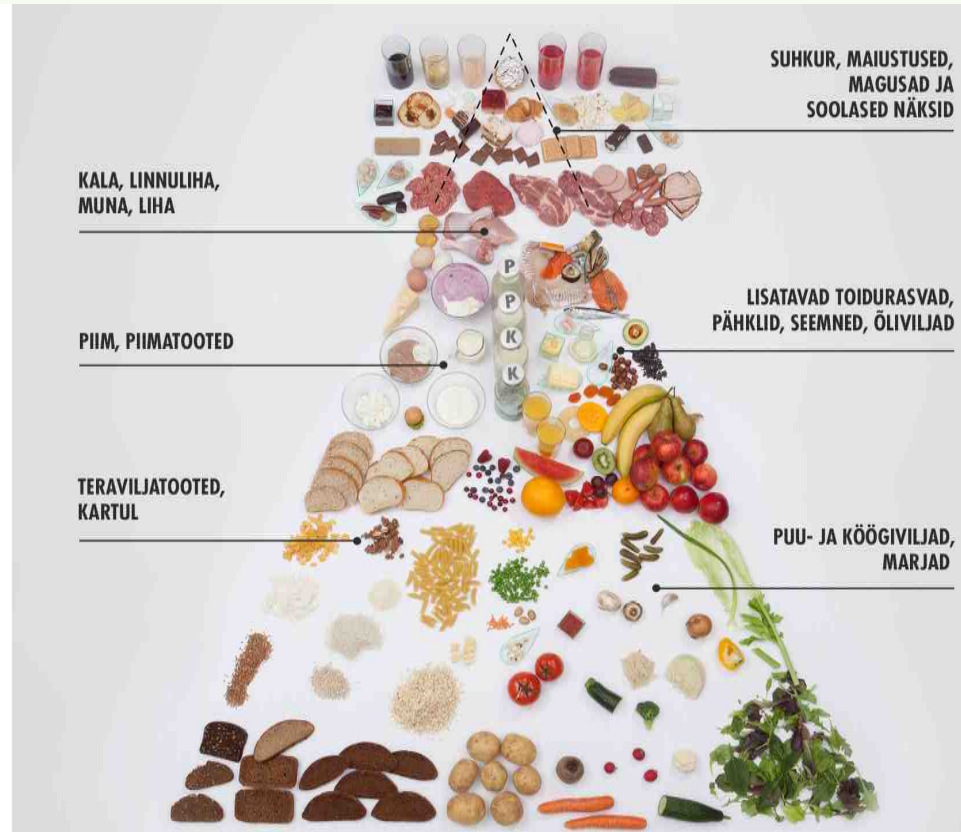 SUHKUR, MAIUSTUSED,
MAGUSAD JA
SOOLASED NÄKSID
KALA, LINNULIHA,
MUNA, LIHA
LISATAVAD TOIDURASVAD,
PÄHKLID, SEEMNED, ÕLIVILJAD
PIIM, PIIMATOOTED
TERAVILJATOOTED,
KARTUL
PUU- JA KÖÖGIVILJAD,
MARJAD
P
P
K
K